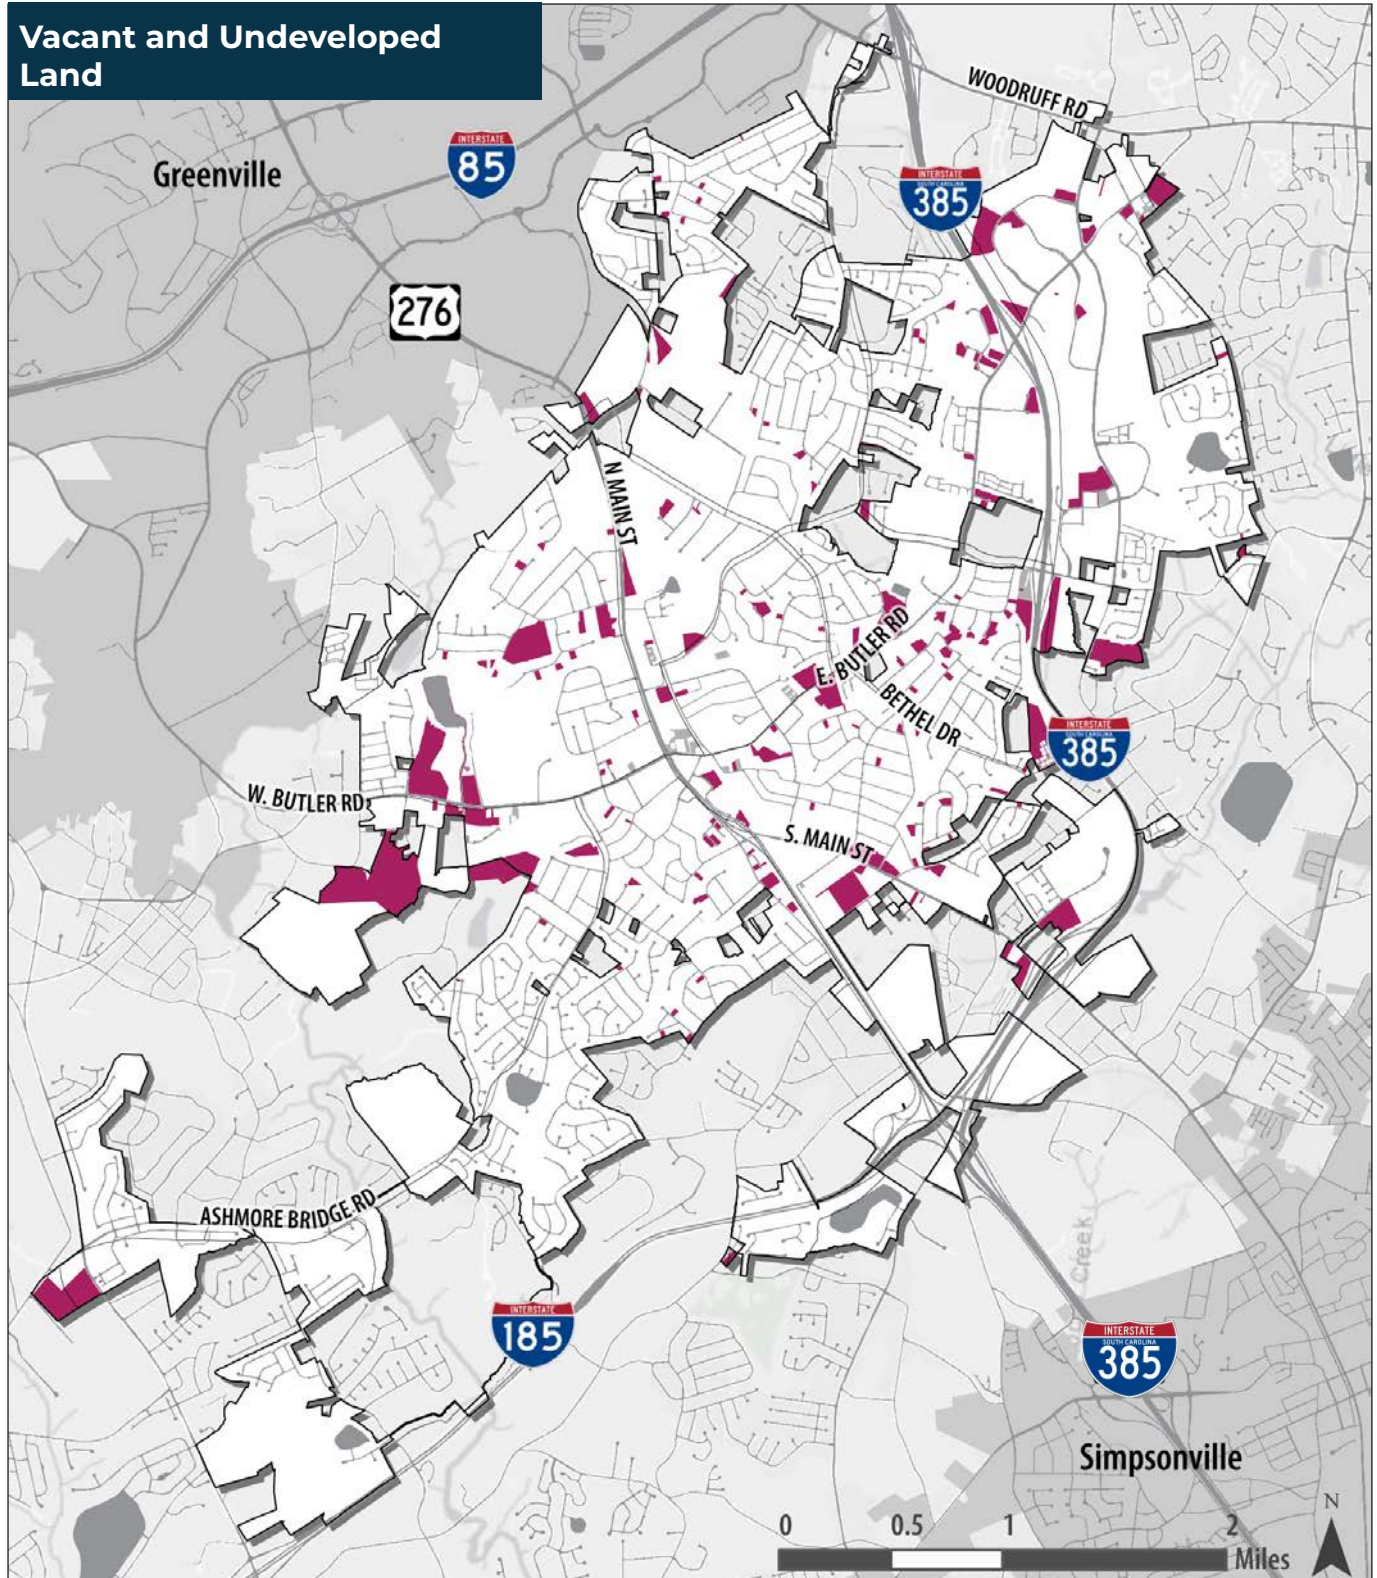 Vacant and Undeveloped
Land
WOODRUFF RD
INTERSTATE
85
Greenville
INTERSTATE
SOUTH CAROLINA
385
276
N MAIN ST
E. BUTLER RD
BETHEL DR
INTERSTATE
SOUTH CAROLINA
385
W. BUTLER RD
S. MAIN ST
ASHMORE BRIDGE RD
Creek
INTERSTATE
185
INTERSTATE
SOUTH CAROLINA
385
Simpsonville
N
0 0.5 1 2
Miles